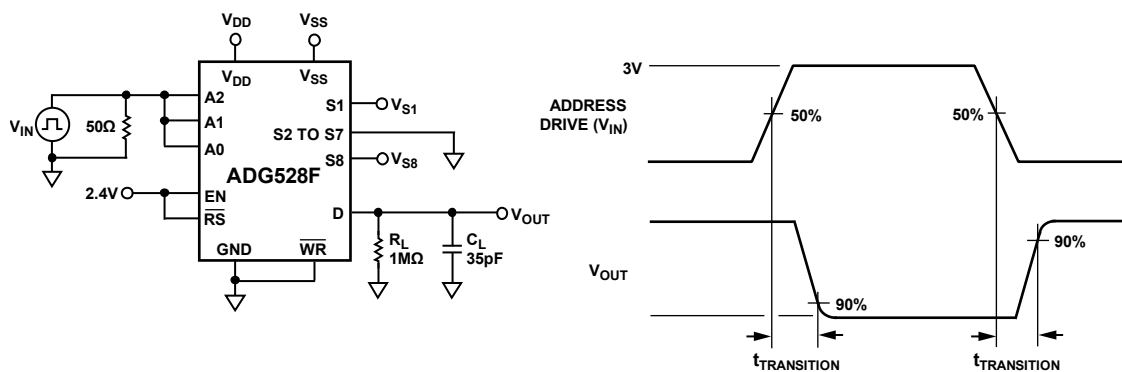 VDD
VSS
VDD
VSS
A2
A1
A0
VIN
50Ω
S1
VS1
S2 TO S7
S8
VS8
ADG528F
2.4V
EN
RS
D
VOUT
GND
WR
RL
1MΩ
CL
35pF
3V
ADDRESS
DRIVE (VIN)
50%
50%
90%
90%
VOUT
tTRANSITION
tTRANSITION